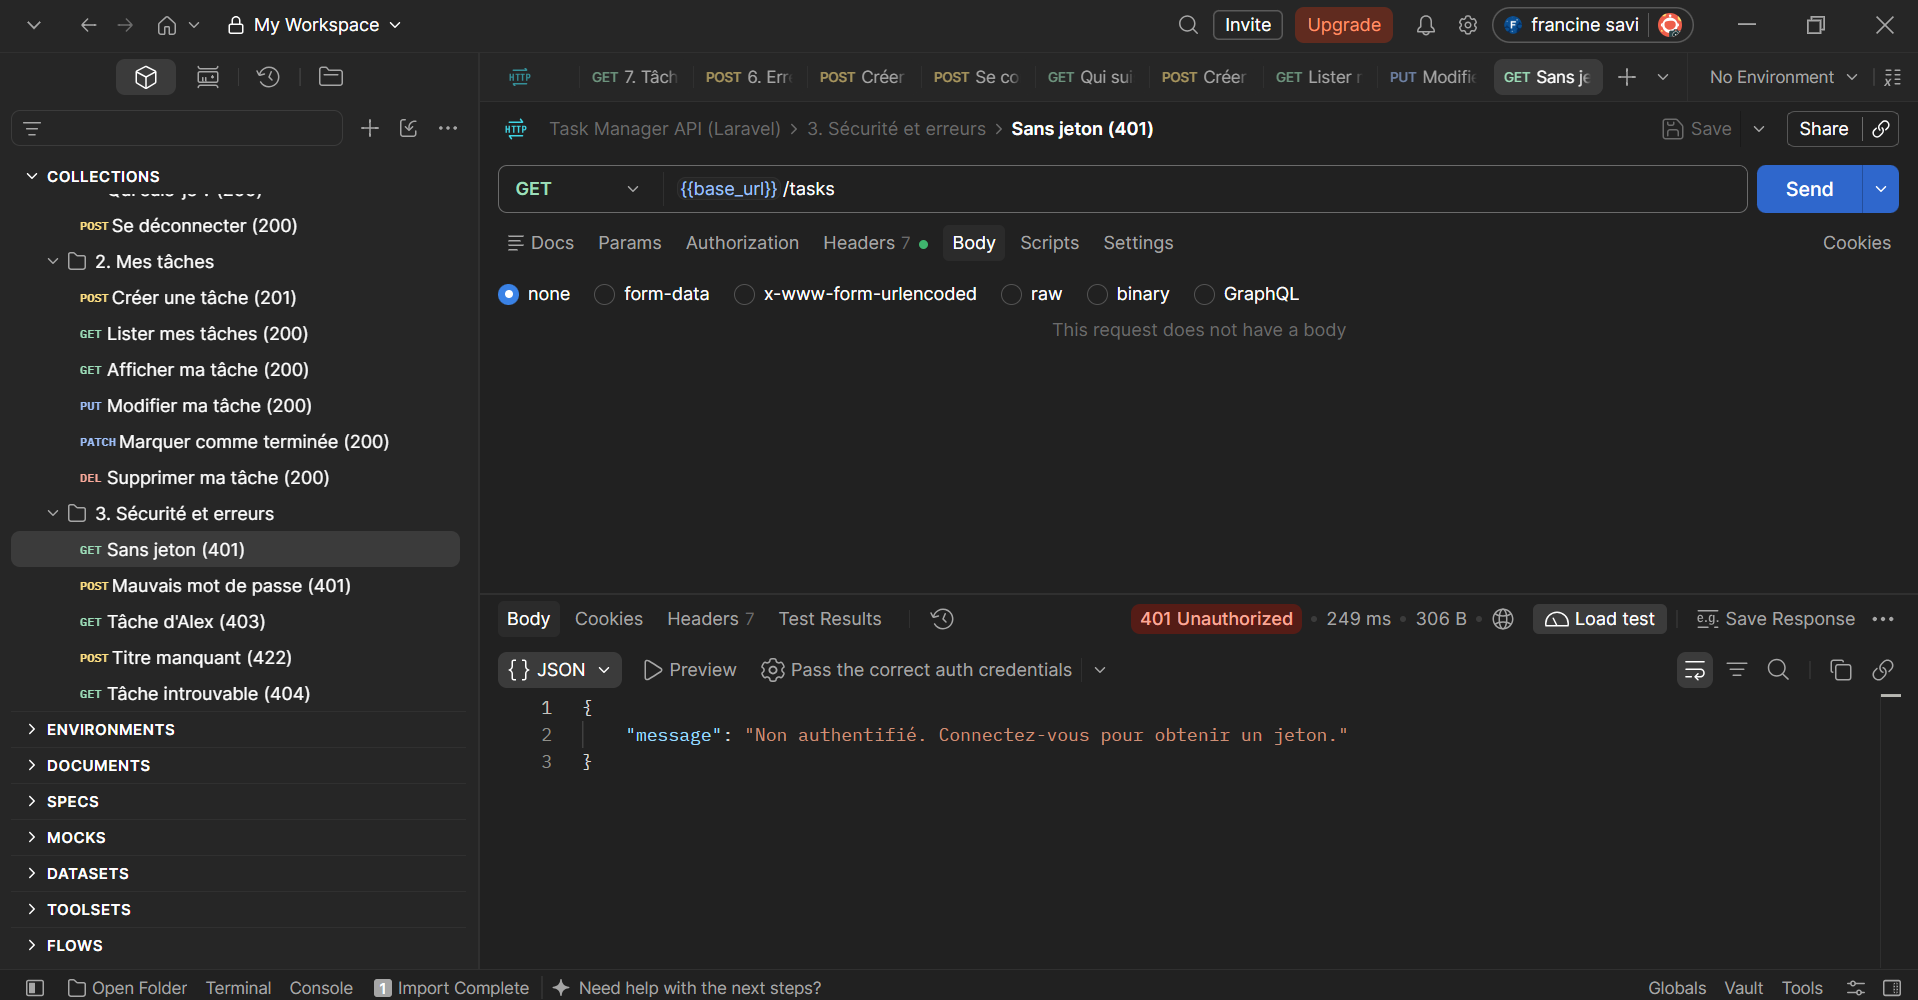 My Workspace
Invite
Upgrade
F
francine savi
HTTP
GET 7. Tâch
POST 6. Err
POST Créer
POST Se co
GET Qui sui
POST Créer
GET Lister
PUT Modifi
GET Sans je
No Environment
HTTP
Task Manager API (Laravel) > 3. Sécurité et erreurs > Sans jeton (401)
Save
Share
COLLECTIONS
POST Se déconnecter (200)
2. Mes tâches
POST Créer une tâche (201)
GET Lister mes tâches (200)
GET Afficher ma tâche (200)
PUT Modifier ma tâche (200)
PATCH Marquer comme terminée (200)
DEL Supprimer ma tâche (200)
3. Sécurité et erreurs
GET Sans jeton (401)
POST Mauvais mot de passe (401)
GET Tâche d'Alex (403)
POST Titre manquant (422)
GET Tâche introuvable (404)
ENVIRONMENTS
DOCUMENTS
SPECS
MOCKS
DATASETS
TOOLSETS
FLOWS
GET
{{base_url}} /tasks
Send
Docs
Params
Authorization
Headers 7
Body
Scripts
Settings
Cookies
none
form-data
x-www-form-urlencoded
raw
binary
GraphQL
This request does not have a body
Body
Cookies
Headers 7
Test Results
401 Unauthorized • 249 ms • 306 B
Load test
e.g. Save Response
{} JSON
Preview
Pass the correct auth credentials
1 {
2 "message": "Non authentifié. Connectez-vous pour obtenir un jeton."
3 }
Open Folder
Terminal
Console
1 Import Complete
Need help with the next steps?
Globals
Vault
Tools